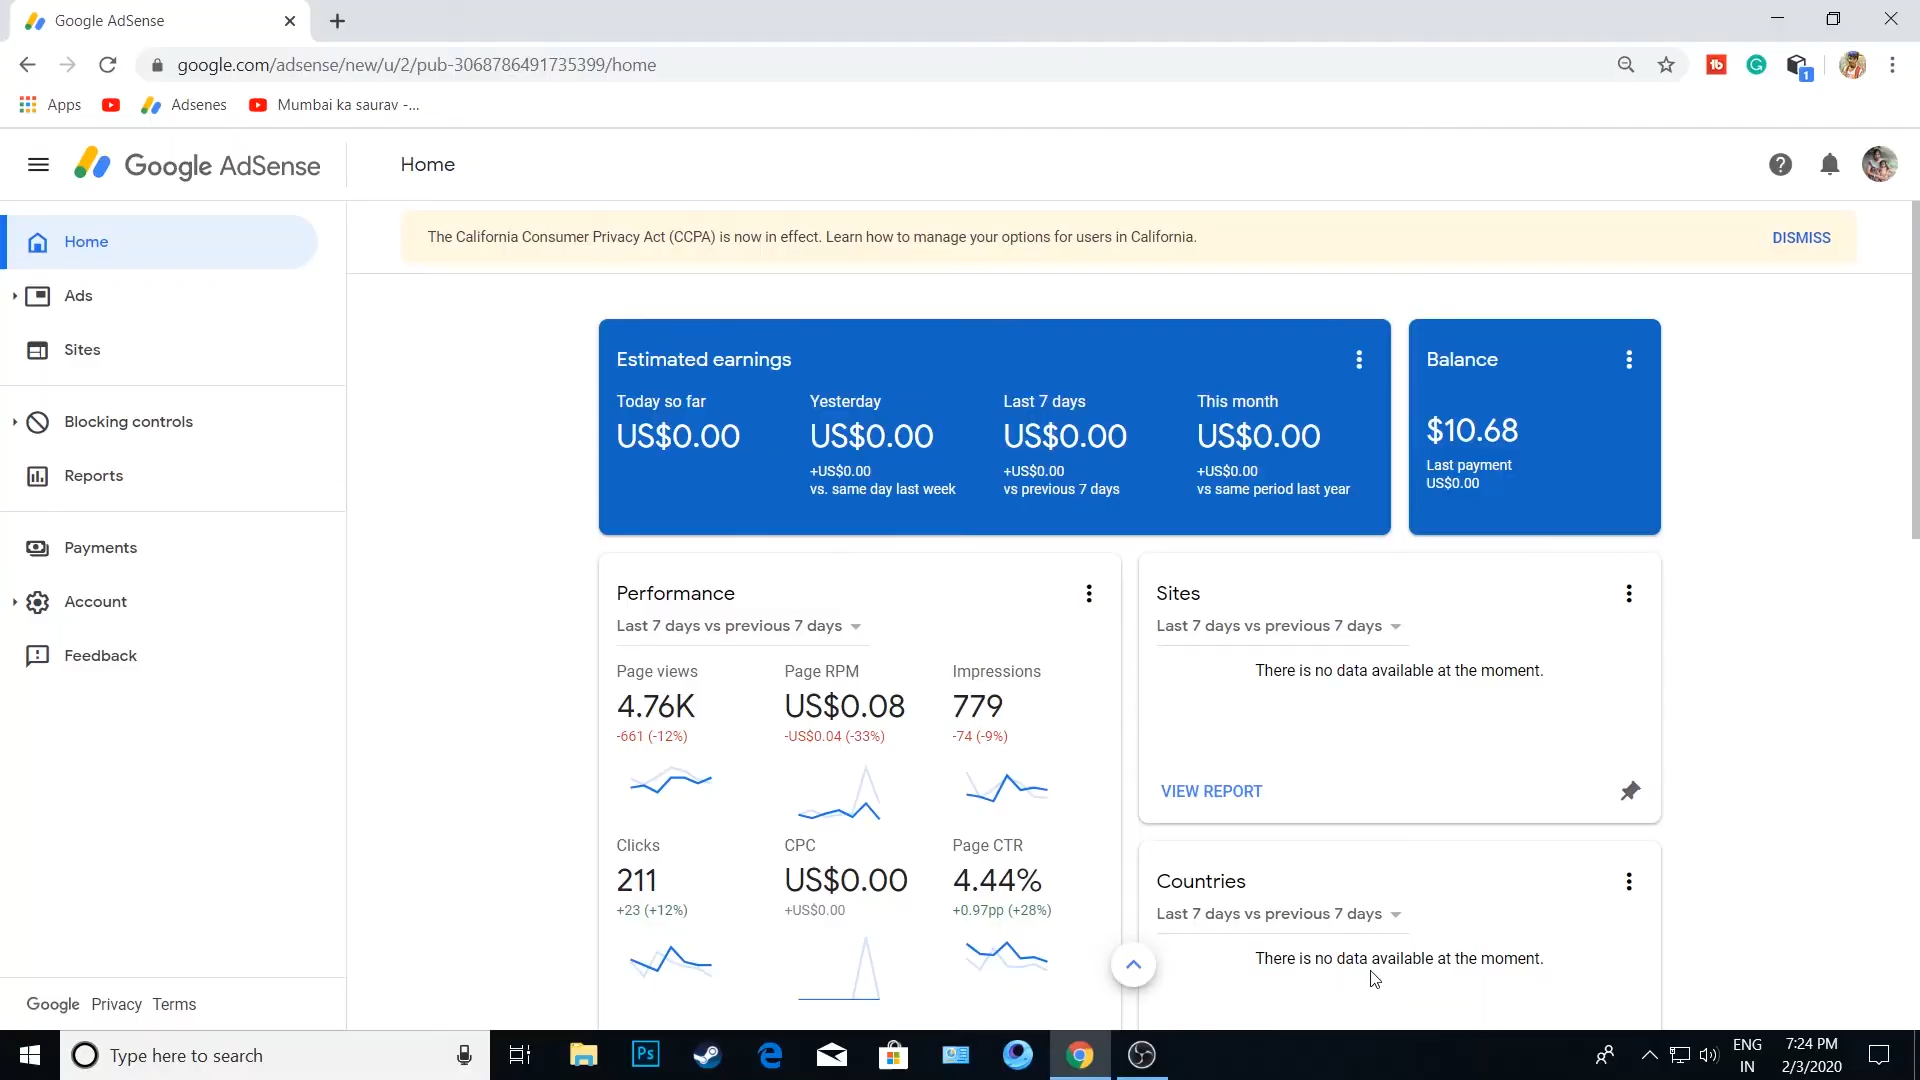 Google AdSense
google.com/adsense/new/u/2/pub-3068786491735399/home
1
Apps
Adsenes
Mumbai ka saurav -...
Google AdSense
Home
The California Consumer Privacy Act (CCPA) is now in effect. Learn how to manage your options for users in California.
DISMISS
Home
Ads
Sites
Blocking controls
Reports
Payments
Account
Feedback
Google Privacy Terms
Estimated earnings
Today so far
US$0.00
Yesterday
US$0.00
+US$0.00
vs. same day last week
Last 7 days
US$0.00
+US$0.00
vs previous 7 days
This month
US$0.00
+US$0.00
vs same period last year
Balance
$10.68
Last payment
US$0.00
Performance
Last 7 days vs previous 7 days
Page views
4.76K
-661 (-12%)
Page RPM
US$0.08
-US$0.04 (-33%)
Impressions
779
-74 (-9%)
Clicks
211
+23 (+12%)
CPC
US$0.00
+US$0.00
Page CTR
4.44%
+0.97pp (+28%)
Sites
Last 7 days vs previous 7 days
There is no data available at the moment.
VIEW REPORT
Countries
Last 7 days vs previous 7 days
There is no data available at the moment.
Type here to search
Ps
ENG
IN
7:24 PM
2/3/2020